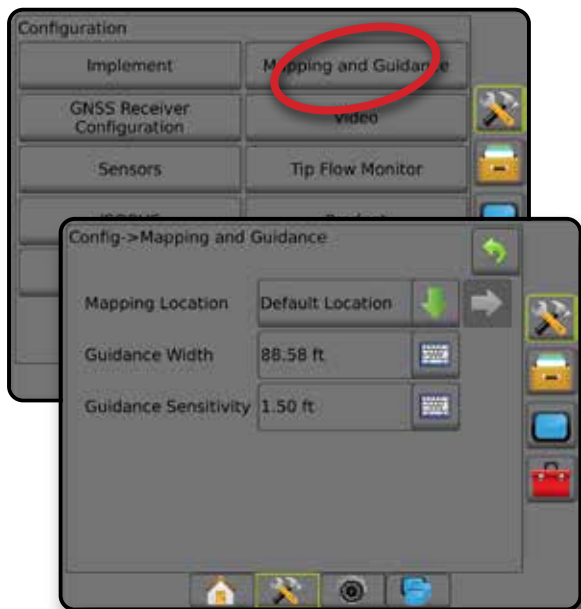 Configuration
Implement
Mapping and Guidance
GNSS Receiver
Configuration
Video
Sensors
Tip Flow Monitor
Config->Mapping and Guidance
Mapping Location
Default Location
Guidance Width
88.58 ft
Guidance Sensitivity
1.50 ft